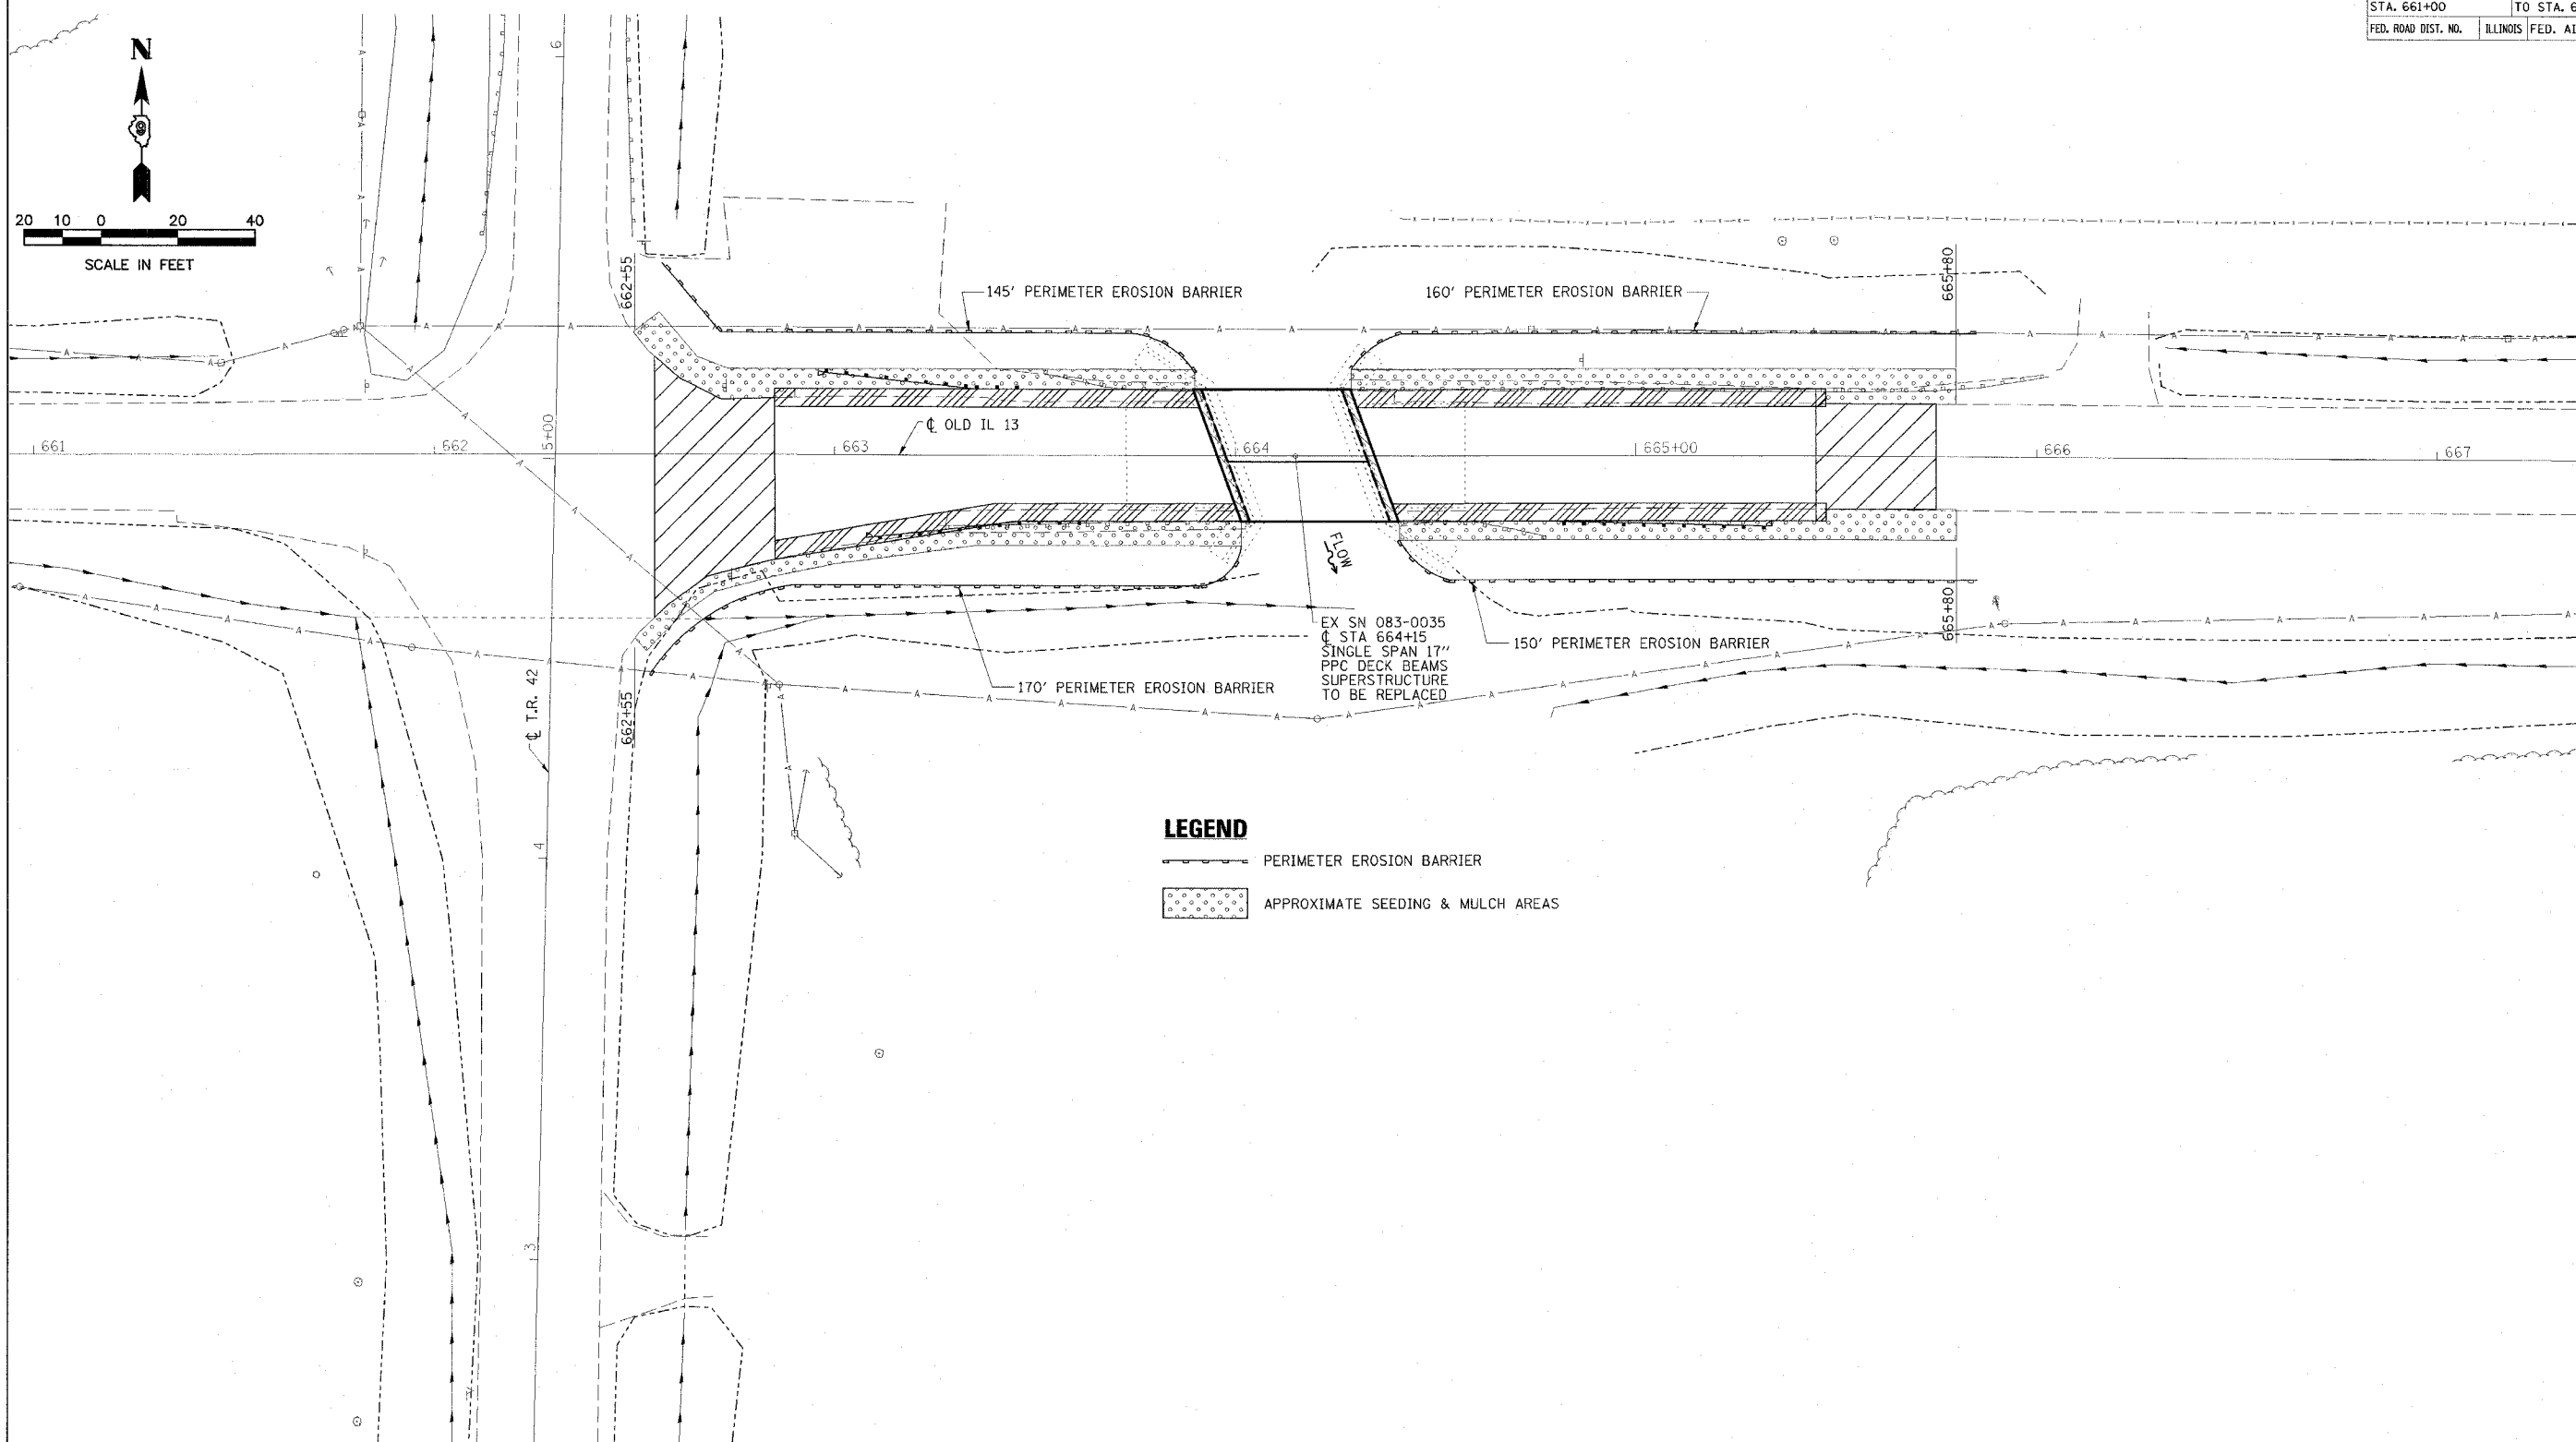 STA. 661+00 TO STA. 6
FED. ROAD DIST. NO. ILLINOIS FED. AI
N
20 10 0 20 40
SCALE IN FEET
6
662+55
145' PERIMETER EROSION BARRIER
160' PERIMETER EROSION BARRIER
665+80
℄ OLD IL 13
661
662
5+00
663
664
665+00
666
667
FLOW
EX SN 083-0035
℄ STA 664+15
SINGLE SPAN 17"
PPC DECK BEAMS
SUPERSTRUCTURE
TO BE REPLACED
150' PERIMETER EROSION BARRIER
665+80
170' PERIMETER EROSION BARRIER
℄ T.R. 42
662+55
4
3
LEGEND
PERIMETER EROSION BARRIER
APPROXIMATE SEEDING & MULCH AREAS